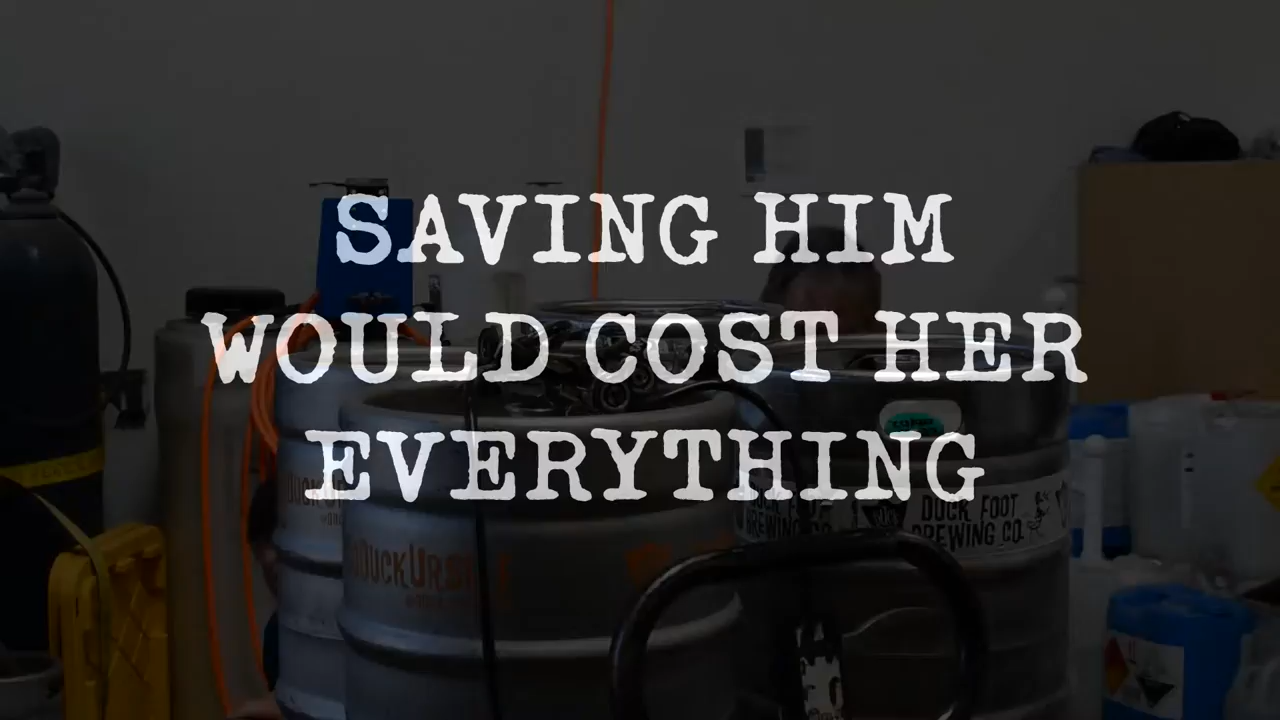 SAVING HIM
WOULD COST HER
EVERYTHING
DUCK FOOT
BREWING CO.